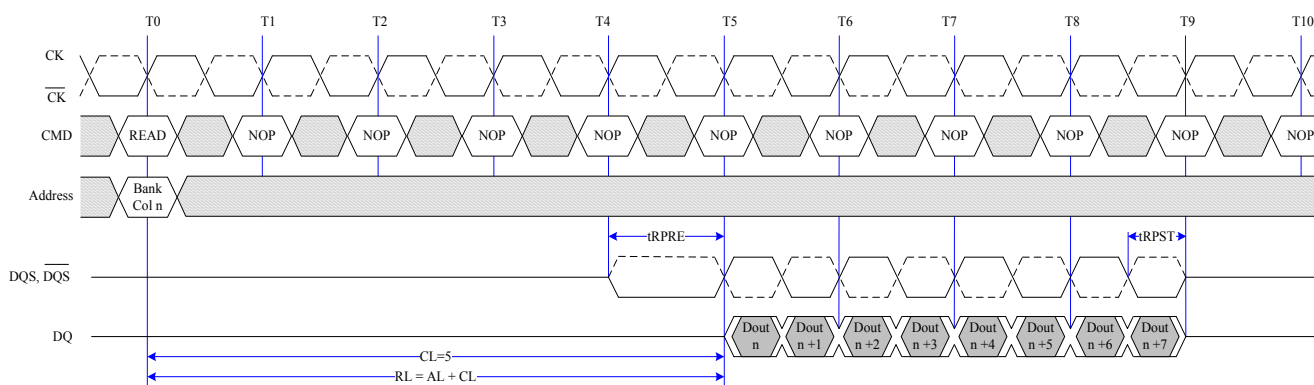 T0 T1 T2 T3 T4 T5 T6 T7 T8 T9 T10
CK
CK
CMD READ NOP NOP NOP NOP NOP NOP NOP NOP NOP NOP
Address Bank
Col n
tRPRE tRPST
DQS, DQS
DQ Dout Dout Dout Dout Dout Dout Dout Dout
n n +1 n +2 n +3 n +4 n +5 n +6 n +7
CL=5
RL = AL + CL